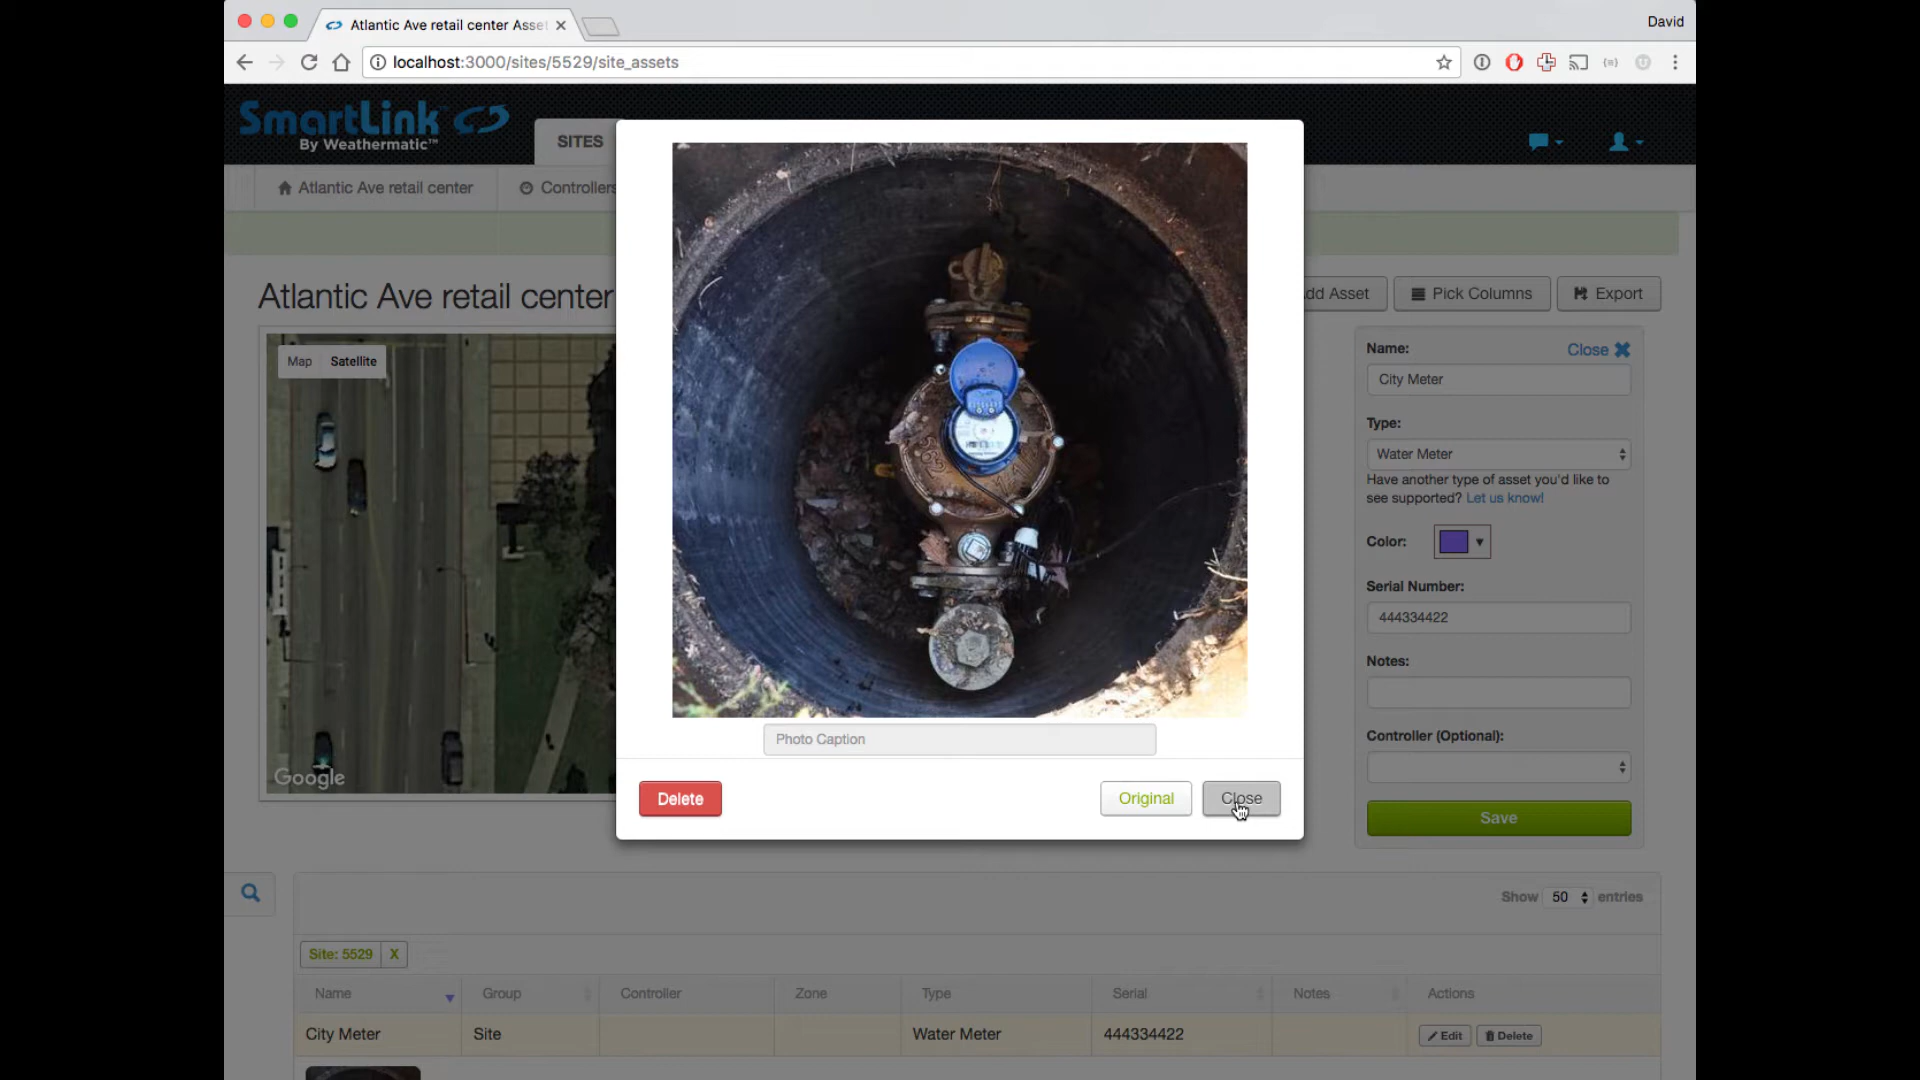 Atlantic Ave retail center Asse
David
localhost:3000/sites/5529/site_assets
SmartLink
By Weathermatic™
SITES
Atlantic Ave retail center
Controllers
Atlantic Ave retail center
dd Asset
Pick Columns
Export
Map
Satellite
Google
Photo Caption
Delete
Original
Close
Name:
Close
City Meter
Type:
Water Meter
Have another type of asset you'd like to
see supported? Let us know!
Color:
Serial Number:
444334422
Notes:
Controller (Optional):
Save
Show 50 entries
Site: 5529 X
Name Group Controller Zone Type Serial Notes Actions
City Meter Site Water Meter 444334422 Edit Delete